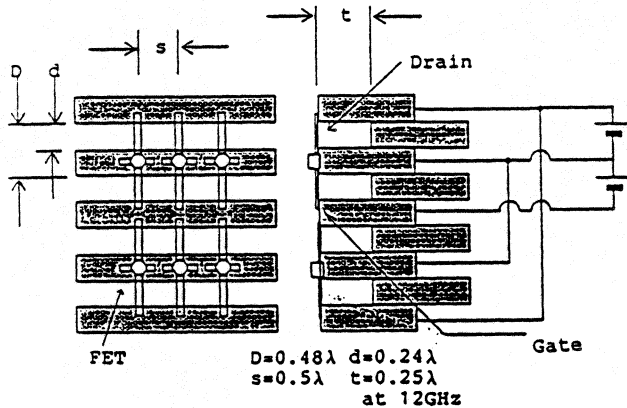 t
s
Drain
D d
FET
Gate
D=0.48λ d=0.24λ
s=0.5λ t=0.25λ
at 12GHz